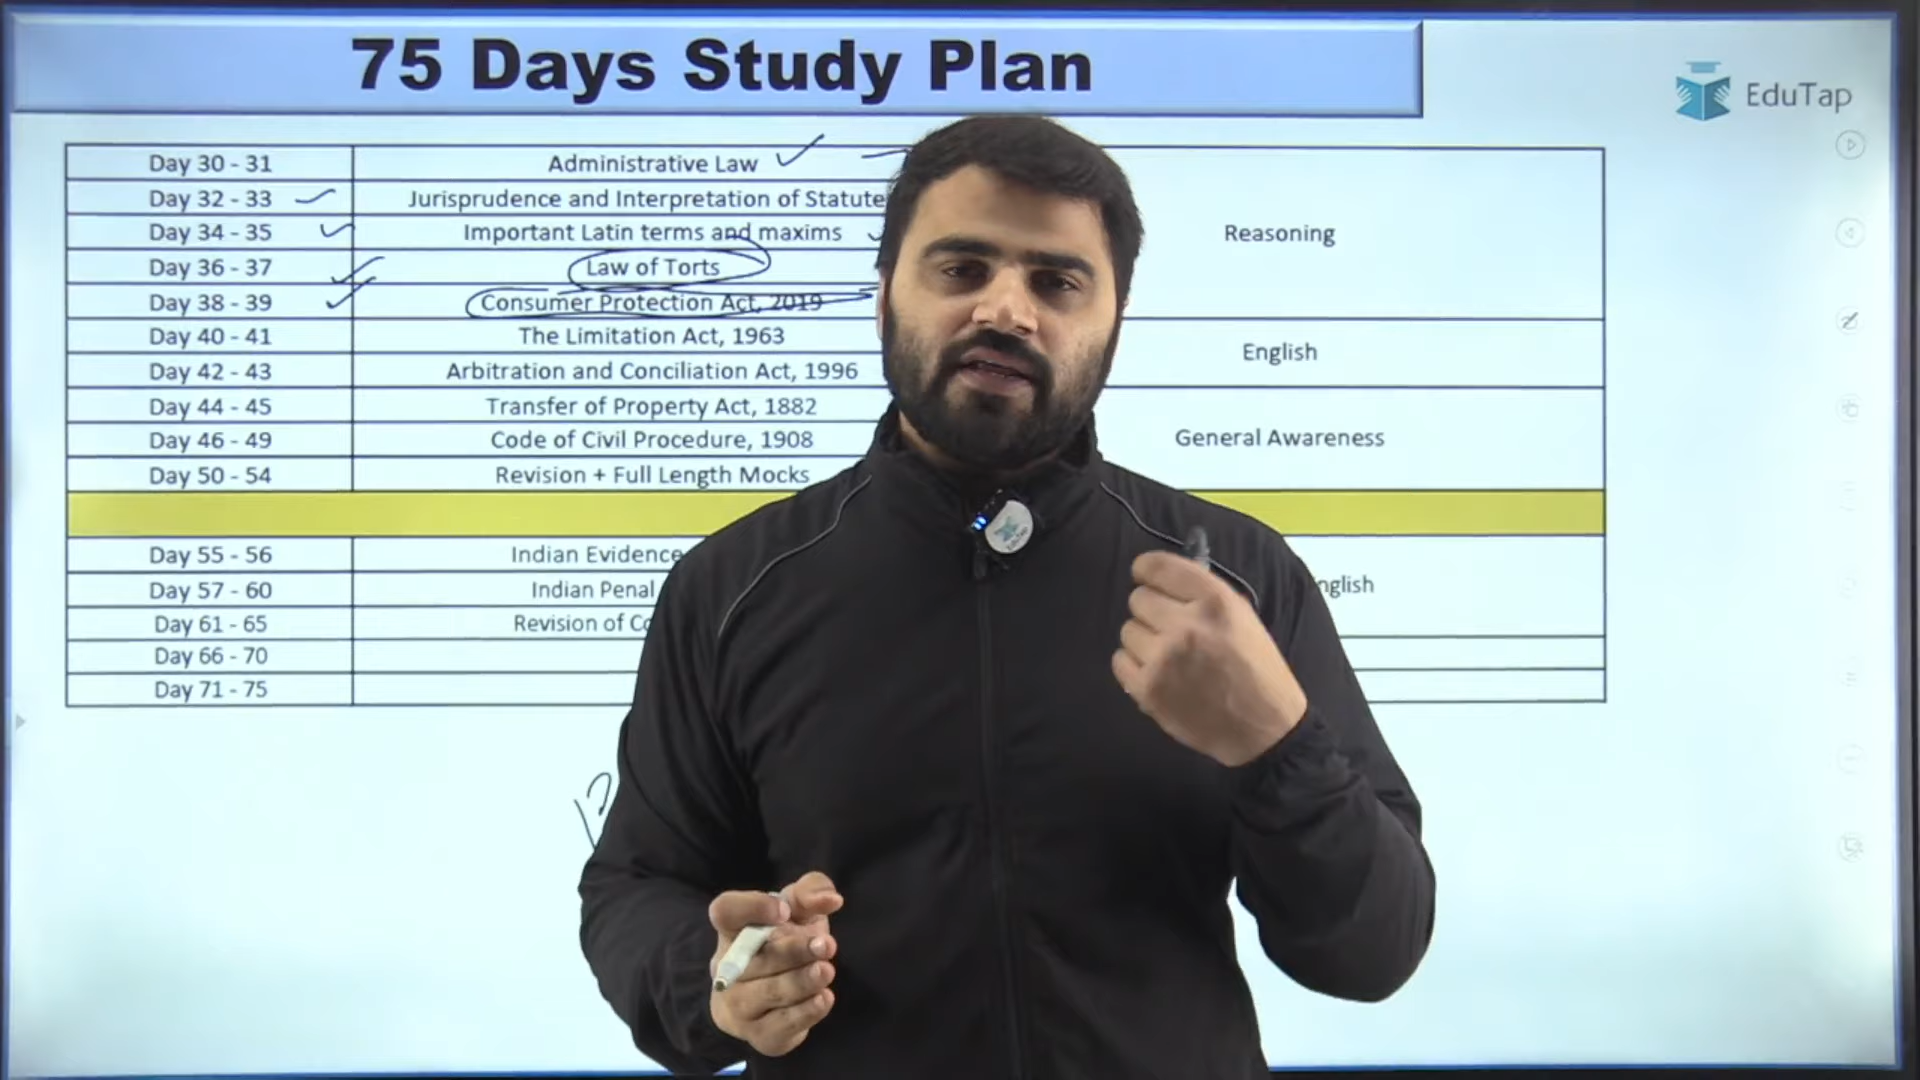 75 Days Study Plan
EduTap
Day 30 - 31 Administrative Law
Day 32 - 33 Jurisprudence and Interpretation of Statute
Day 34 - 35 Important Latin terms and maxims Reasoning
Day 36 - 37 Law of Torts
Day 38 - 39 Consumer Protection Act, 2019
Day 40 - 41 The Limitation Act, 1963
English
Day 42 - 43 Arbitration and Conciliation Act, 1996
Day 44 - 45 Transfer of Property Act, 1882
Day 46 - 49 Code of Civil Procedure, 1908 General Awareness
Day 50 - 54 Revision + Full Length Mocks
Day 55 - 56 Indian Evidence
Day 57 - 60 Indian Penal nglish
Day 61 - 65 Revision of Co
Day 66 - 70
Day 71 - 75
EduTap